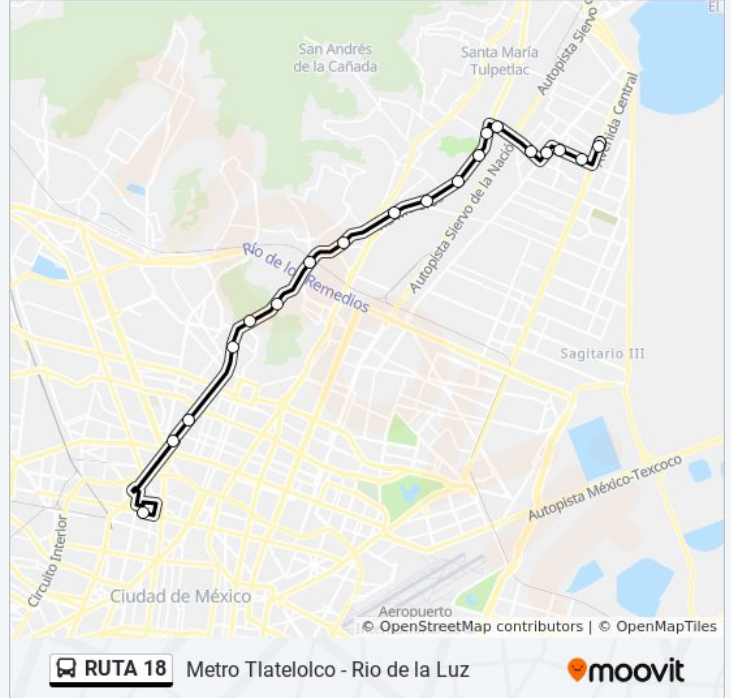 El
San Andrés
de la Cañada
Santa María
Tulpetlac
Autopista Siervo
Avenida Central
Autopista Siervo de la Nació
Río de los Remedios
Sagitario III
Autopista México-Texcoco
Circuito Interior
Ciudad de México
Aeropuerto
© OpenStreetMap contributors | © OpenMapTiles
RUTA 18 Metro Tlatelolco - Rio de la Luz
moovit